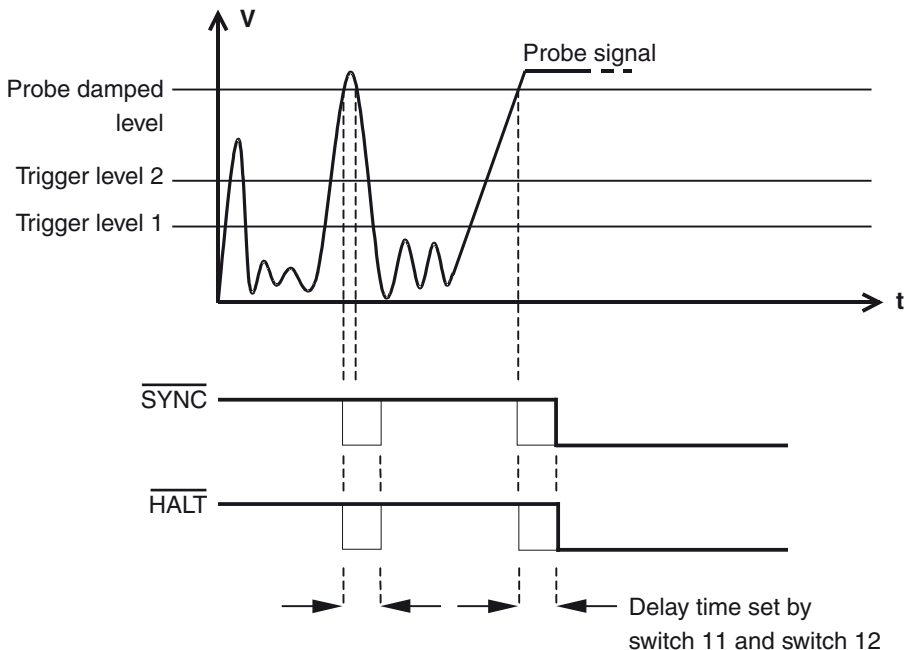 V
Probe signal
Probe damped
level
Trigger level 2
Trigger level 1
t
SYNC
HALT
Delay time set by
switch 11 and switch 12